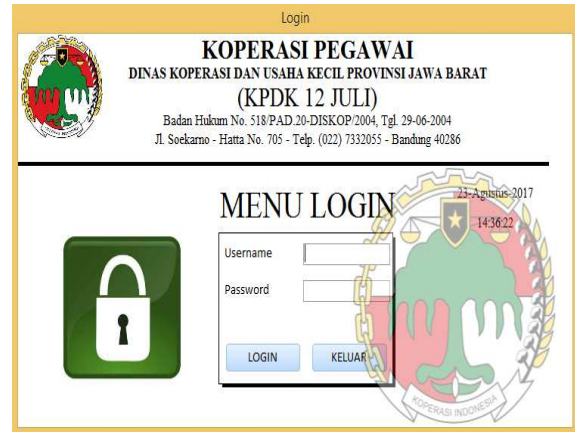 Login
KOPERASI PEGAWAI
DINAS KOPERASI DAN USAHA KECIL PROVINSI JAWA BARAT
(KPDK 12 JULI)
Badan Hukum No. 518/PAD.20-DISKOP/2004, Tgl. 29-06-2004
Jl. Soekarno - Hatta No. 705 - Telp. (022) 7332055 - Bandung 40286
MENU LOGIN
23-Agustus-2017
14:36:22
Username
Password
LOGIN KELUAR
KOPERASI INDONESIA